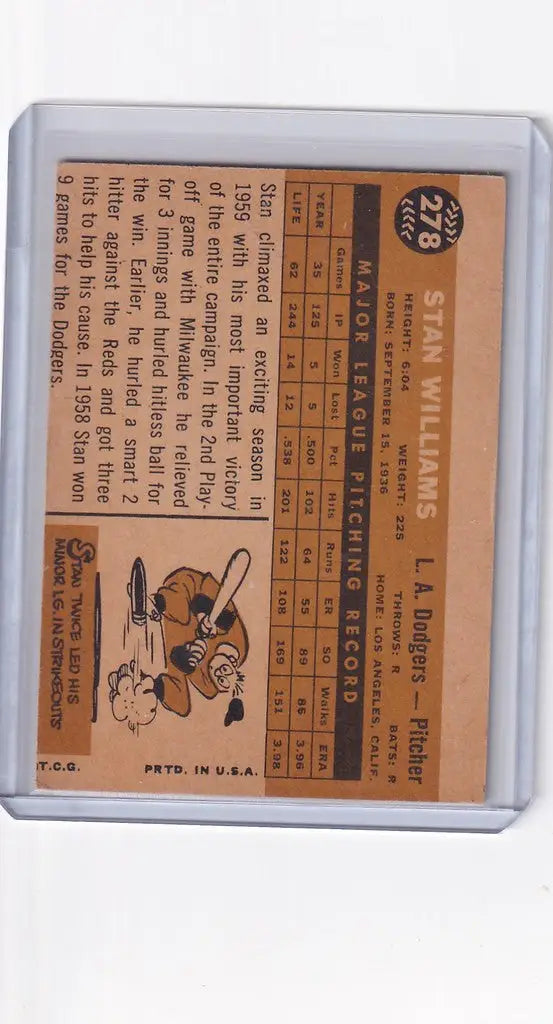 278
STAN WILLIAMS
L. A. Dodgers — Pitcher
HEIGHT: 6:04 WEIGHT: 225 THROWS: R BATS: R
BORN: SEPTEMBER 15, 1936 HOME: LOS ANGELES, CALIF.
MAJOR LEAGUE PITCHING RECORD
Games IP Won Lost Pct Hits Runs ER SO Walks ERA
YEAR 35 125 5 5 .500 102 64 55 89 86 3.96
LIFE 62 244 14 12 .538 201 122 108 169 151 3.98
Stan climaxed an exciting season in
1959 with his most important victory
of the entire campaign. In the 2nd Play-
off game with Milwaukee he relieved
for 3 innings and hurled hitless ball for
the win. Earlier, he hurled a smart 2
hitter against the Reds and got three
hits to help his cause. In 1958 Stan won
9 games for the Dodgers.
STAN TWICE LED HIS
MINOR LG. IN STRIKEOUTS
T.C.G. PRTD. IN U.S.A.